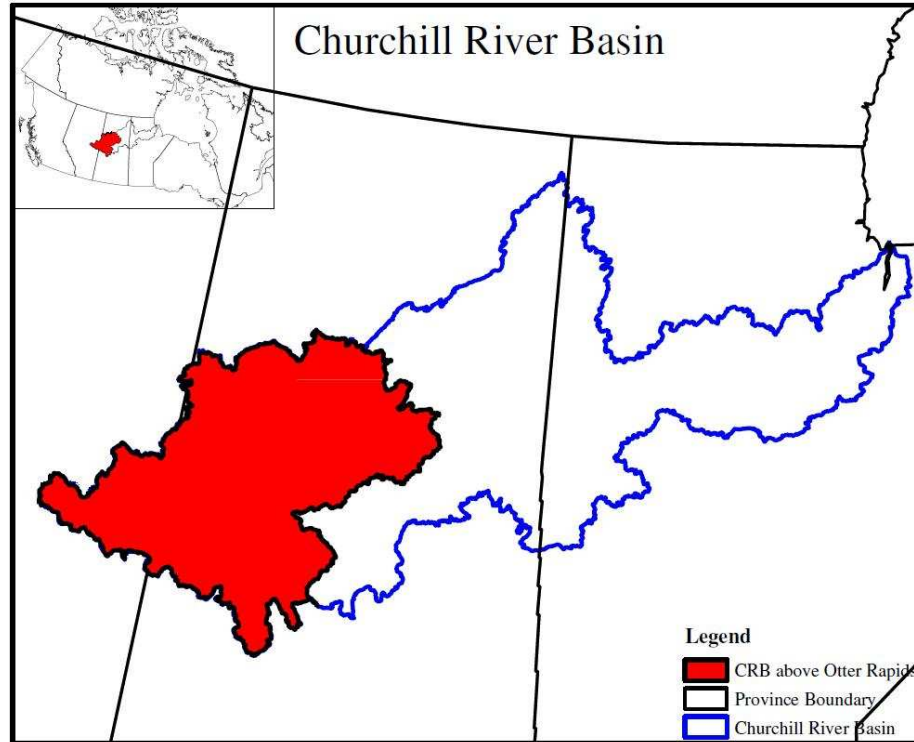 Churchill River Basin
Legend
CRB above Otter Rapids
Province Boundary
Churchill River Basin